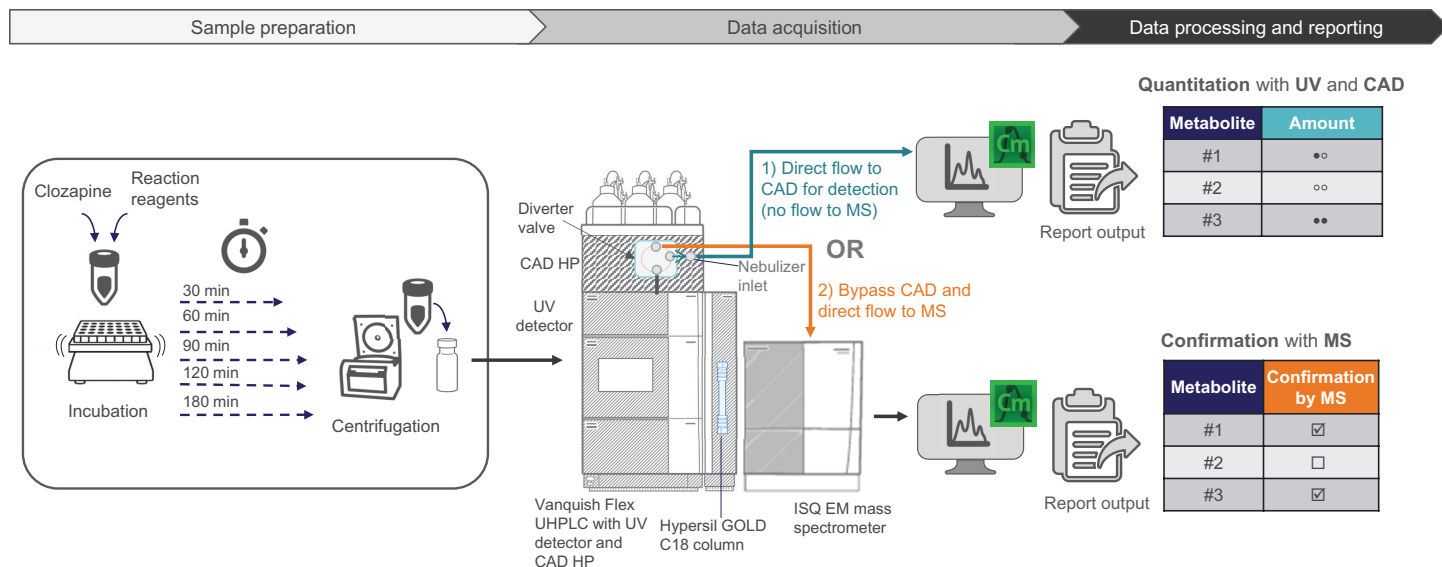 Sample preparation
Data acquisition
Data processing and reporting
Clozapine
Reaction
reagents
30 min
60 min
90 min
120 min
180 min
Incubation
Centrifugation
Diverter
valve
CAD HP
UV
detector
Nebulizer
inlet
1) Direct flow to
CAD for detection
(no flow to MS)
OR
2) Bypass CAD and
direct flow to MS
Vanquish Flex
UHPLC with UV
detector and
CAD HP
Hypersil GOLD
C18 column
ISQ EM mass
spectrometer
Cm
Report output
Quantitation with UV and CAD
Metabolite Amount
#1 ●○
#2 ○○
#3 ●●
Cm
Report output
Confirmation with MS
Metabolite Confirmation
by MS
#1 ☑
#2 ☐
#3 ☑